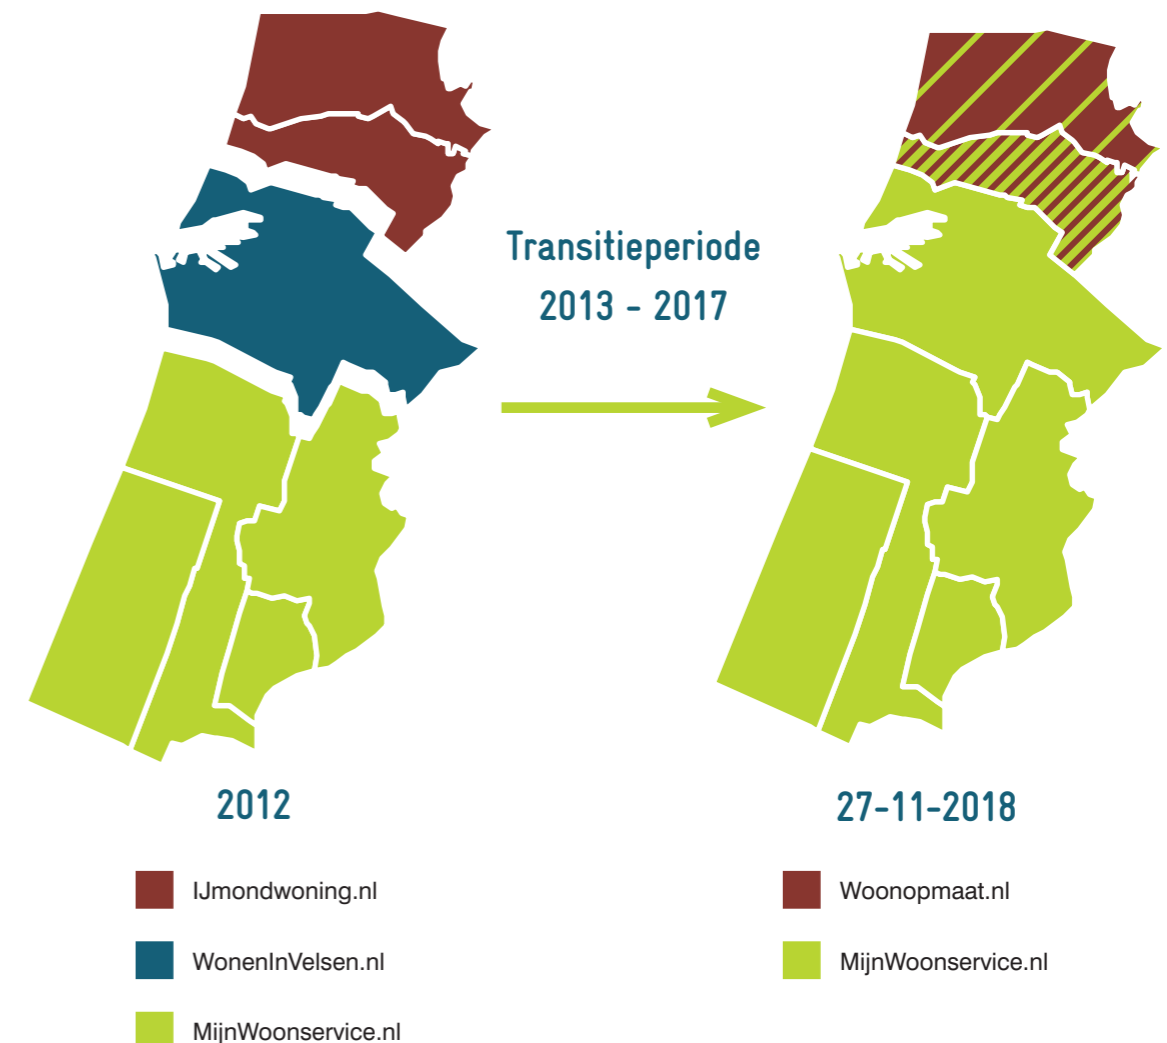 Transitieperiode
2013 - 2017
2012
IJmondwoning.nl
WonenInVelsen.nl
MijnWoonservice.nl
27-11-2018
Woonopmaat.nl
MijnWoonservice.nl